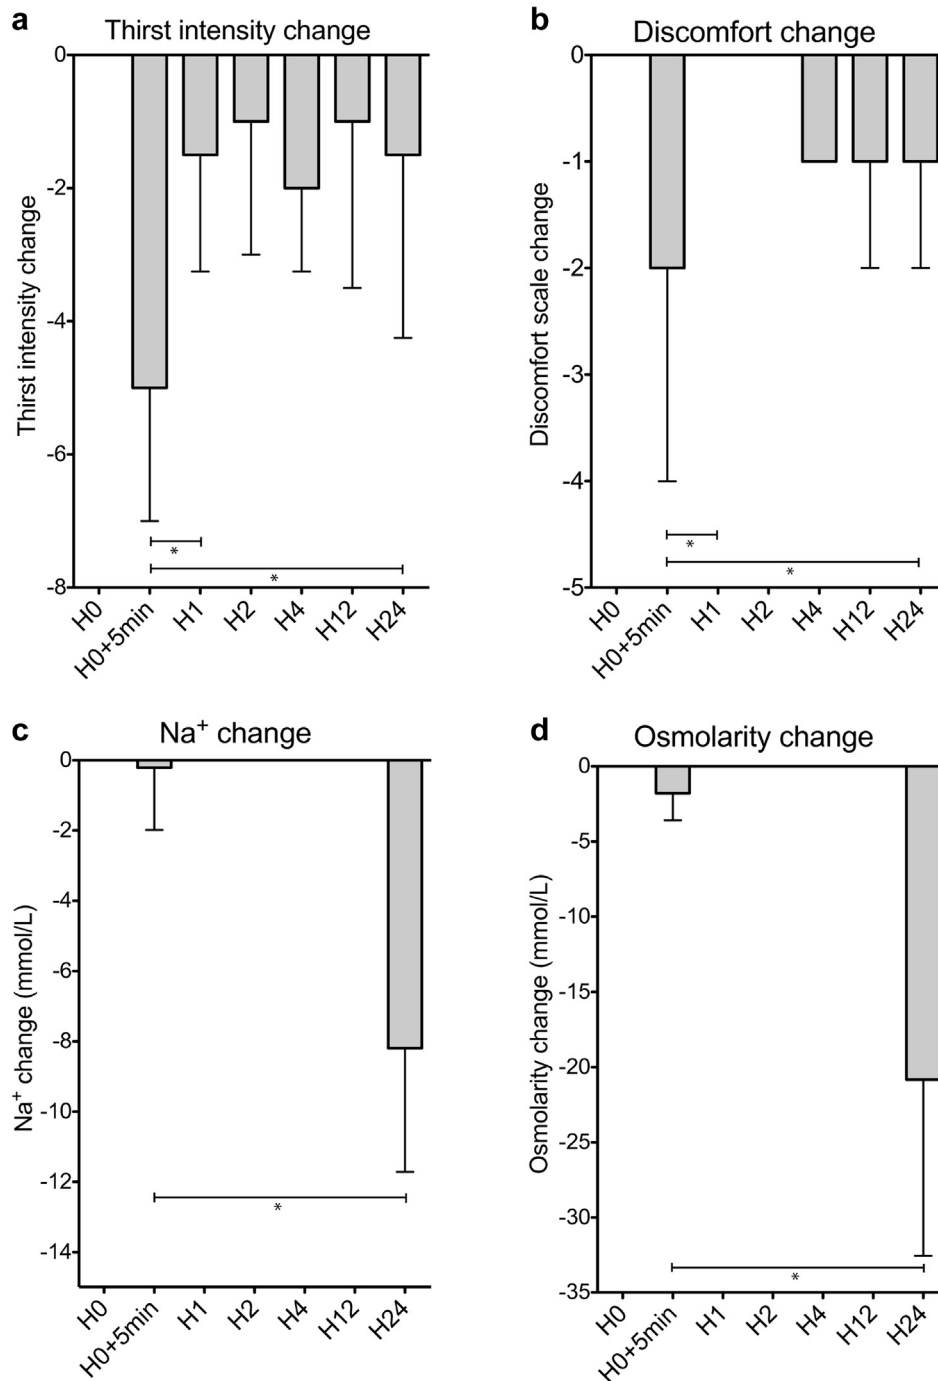 a
Thirst intensity change
Thirst intensity change
0
-2
-4
-6
-8
*
*
H0
H0+5min
H1
H2
H4
H12
H24
b
Discomfort change
Discomfort scale change
0
-1
-2
-3
-4
-5
*
*
H0
H0+5min
H1
H2
H4
H12
H24
c
Na⁺ change
Na⁺ change (mmol/L)
0
-2
-4
-6
-8
-10
-12
-14
*
H0
H0+5min
H1
H2
H4
H12
H24
d
Osmolarity change
Osmolarity change (mmol/L)
0
-5
-10
-15
-20
-25
-30
-35
*
H0
H0+5min
H1
H2
H4
H12
H24